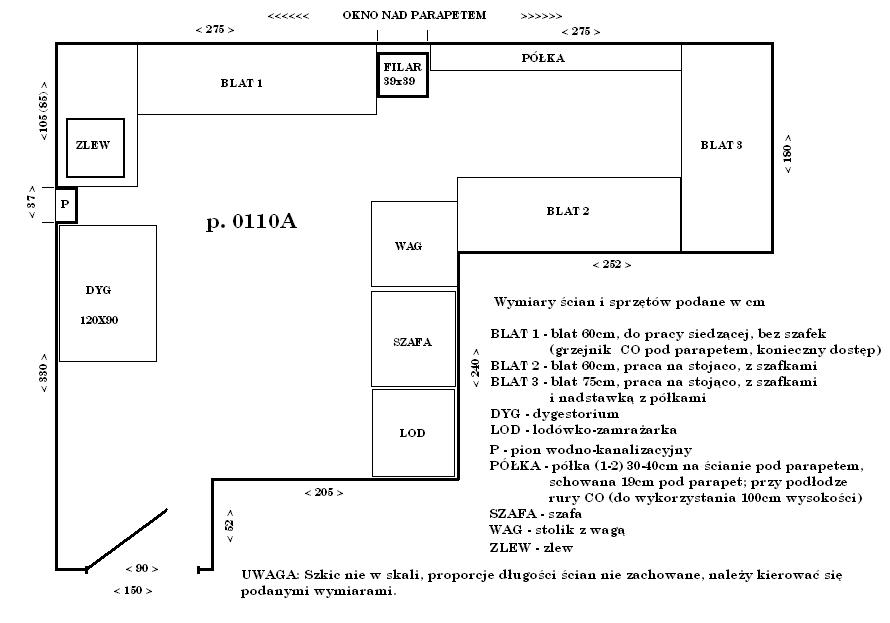 <<<<<< OKNO NAD PARAPETEM >>>>>>
< 275 >
< 275 >
FILAR
39x39
PÓŁKA
BLAT 1
<105 (85) >
ZLEW
BLAT 3
< 180 >
< 37 >
P
p. 0110A
BLAT 2
WAG
< 252 >
DYG
120X90
Wymiary ścian i sprzętów podane w cm
SZAFA
< 330 >
< 240 >
BLAT 1 - blat 60cm, do pracy siedzącej, bez szafek
(grzejnik CO pod parapetem, konieczny dostęp)
BLAT 2 - blat 60cm, praca na stojaco, z szafkami
BLAT 3 - blat 75cm, praca na stojąco, z szafkami
i nadstawką z półkami
DYG - dygestorium
LOD
LOD - lodówko-zamrażarka
P - pion wodno-kanalizacyjny
PÓŁKA - półka (1-2) 30-40cm na ścianie pod parapetem,
schowana 19cm pod parapet; przy podłodze
rury CO (do wykorzystania 100cm wysokości)
SZAFA - szafa
WAG - stolik z wagą
ZLEW - zlew
< 205 >
< 52 >
< 90 >
< 150 >
UWAGA: Szkic nie w skali, proporcje długości ścian nie zachowane, należy kierować się
podanymi wymiarami.